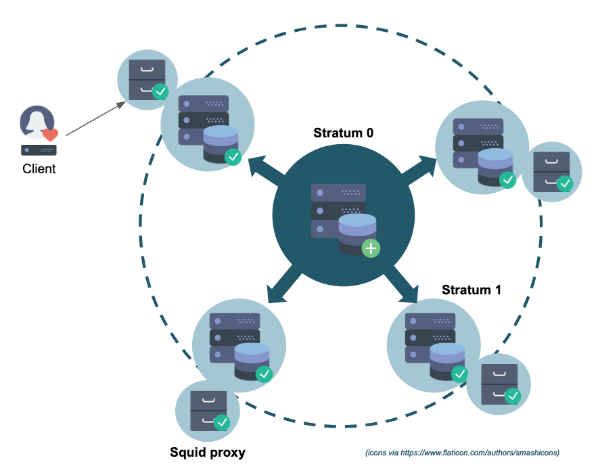 Stratum 0
Client
Stratum 1
Squid proxy
(icons via https://www.flaticon.com/authors/smashicons)